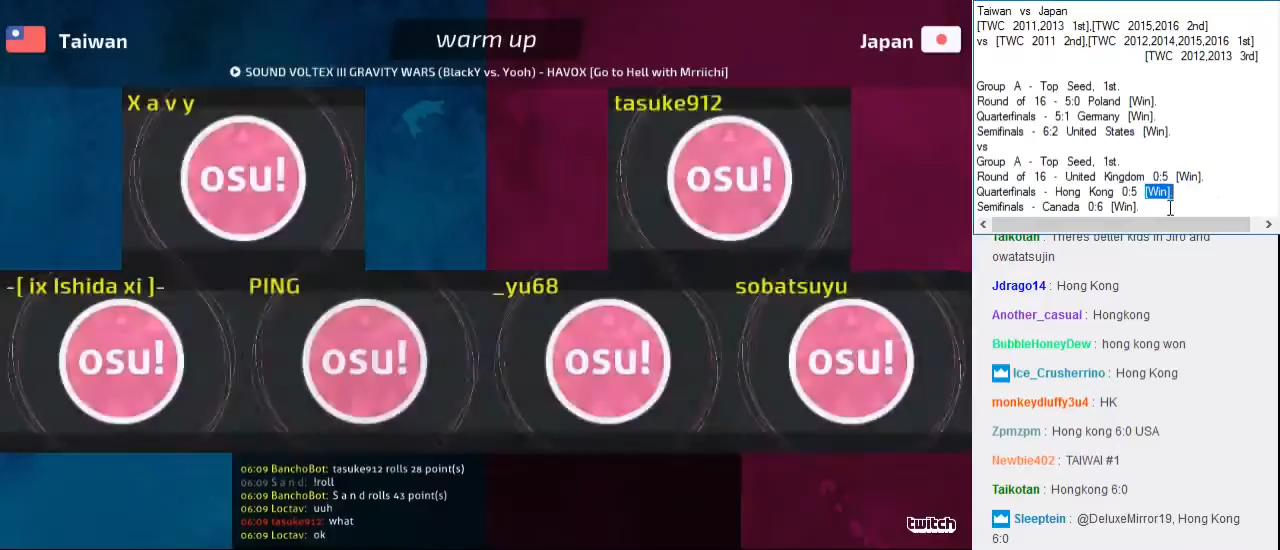 Taiwan
warm up
Japan
SOUND VOLTEX III GRAVITY WARS (BlackY vs. Yooh) - HAVOX [Go to Hell with Mrriichi]
X a v y
osu!
tasuke912
osu!
-[ ix Ishida xi ]-
osu!
PING
osu!
_yu68
osu!
sobatsuyu
osu!
06:09 BanchoBot: tasuke912 rolls 28 point(s)
06:09 S a n d: !roll
06:09 BanchoBot: S a n d rolls 43 point(s)
06:09 Loctav: uuh
06:09 tasuke912: what
06:09 Loctav: ok
twitch
Taiwan vs Japan
[TWC 2011,2013 1st],[TWC 2015,2016 2nd]
vs [TWC 2011 2nd],[TWC 2012,2014,2015,2016 1st]
[TWC 2012,2013 3rd]
Group A - Top Seed, 1st.
Round of 16 - 5:0 Poland [Win].
Quarterfinals - 5:1 Germany [Win].
Semifinals - 6:2 United States [Win].
vs
Group A - Top Seed, 1st.
Round of 16 - United Kingdom 0:5 [Win].
Quarterfinals - Hong Kong 0:5 [Win].
Semifinals - Canada 0:6 [Win].
Taikotan : Theres better kids in Jiro and
owatatsujin
Jdrago14 : Hong Kong
Another_casual : Hongkong
BubbleHoneyDew : hong kong won
Ice_Crusherrino : Hong Kong
monkeydluffy3u4 : HK
Zpmzpm : Hong kong 6:0 USA
Newbie402 : TAIWAI #1
Taikotan : Hongkong 6:0
Sleeptein : @DeluxeMirror19, Hong Kong
6:0